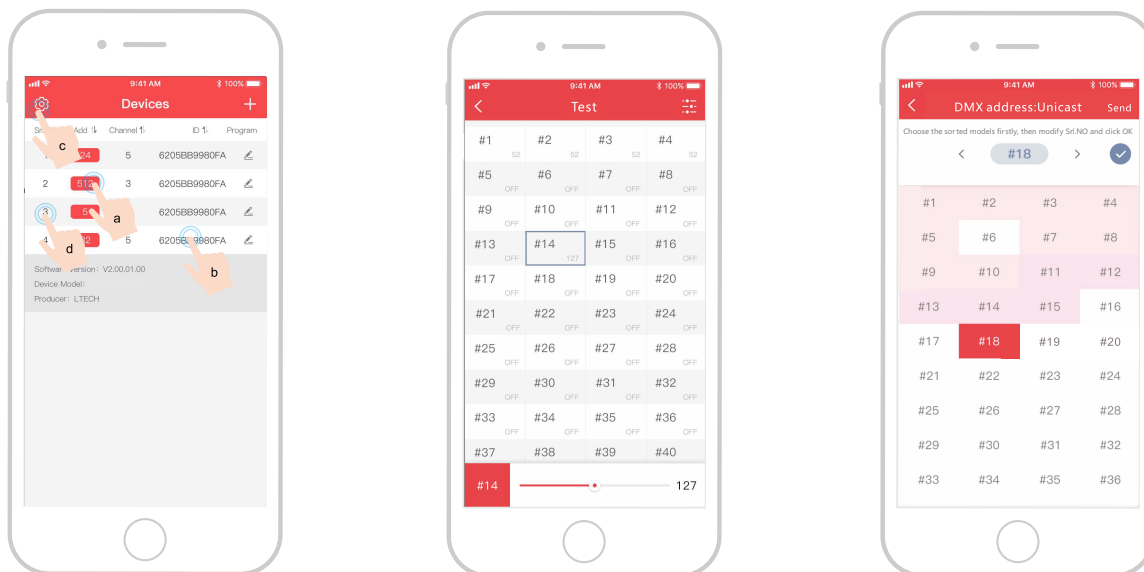 9:41 AM 100%
Devices
Add Channel ID Program
c 24 5 6205BB9980FA
2 512 3 6205BB9980FA
a
3 3 6205BB9980FA
d 5 6205BB9980FA
4
b
Version: V2.00.01.00
Device Model:
Producer: LTECH
9:41 AM 100%
Test
#1 #2 #3 #4
52 52 52 52
#5 #6 #7 #8
OFF OFF OFF OFF
#9 #10 #11 #12
OFF OFF OFF OFF
#13 #14 #15 #16
OFF 127 OFF OFF
#17 #18 #19 #20
OFF OFF OFF OFF
#21 #22 #23 #24
OFF OFF OFF OFF
#25 #26 #27 #28
OFF OFF OFF OFF
#29 #30 #31 #32
OFF OFF OFF OFF
#33 #34 #35 #36
OFF OFF OFF OFF
#37 #38 #39 #40
#14 127
9:41 AM 100%
DMX address:Unicast Send
Choose the sorted models firstly, then modify Srl.NO and click OK
#18
#1 #2 #3 #4
#5 #6 #7 #8
#9 #10 #11 #12
#13 #14 #15 #16
#17 #18 #19 #20
#21 #22 #23 #24
#25 #26 #27 #28
#29 #30 #31 #32
#33 #34 #35 #36